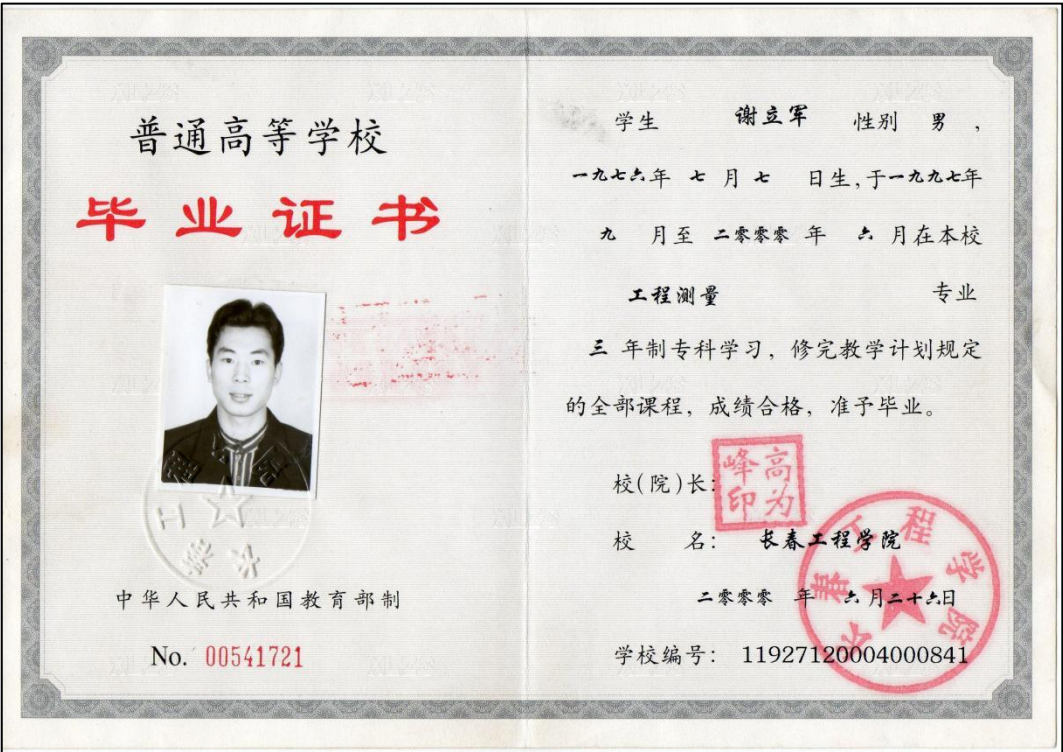 普通高等学校
毕业证书
中华人民共和国教育部制
No. 00541721
学生 谢立军 性别 男，
一九七六年 七 月 七 日生，于一九九七年
九 月至 二零零零 年 六 月在本校
工程测量 专业
三 年制专科学习，修完教学计划规定
的全部课程，成绩合格，准予毕业。
校(院)长：
高为峰印
校 名： 长春工程学院
长春工程学院
二零零零 年 六 月二十六日
学校编号： 11927120004000841